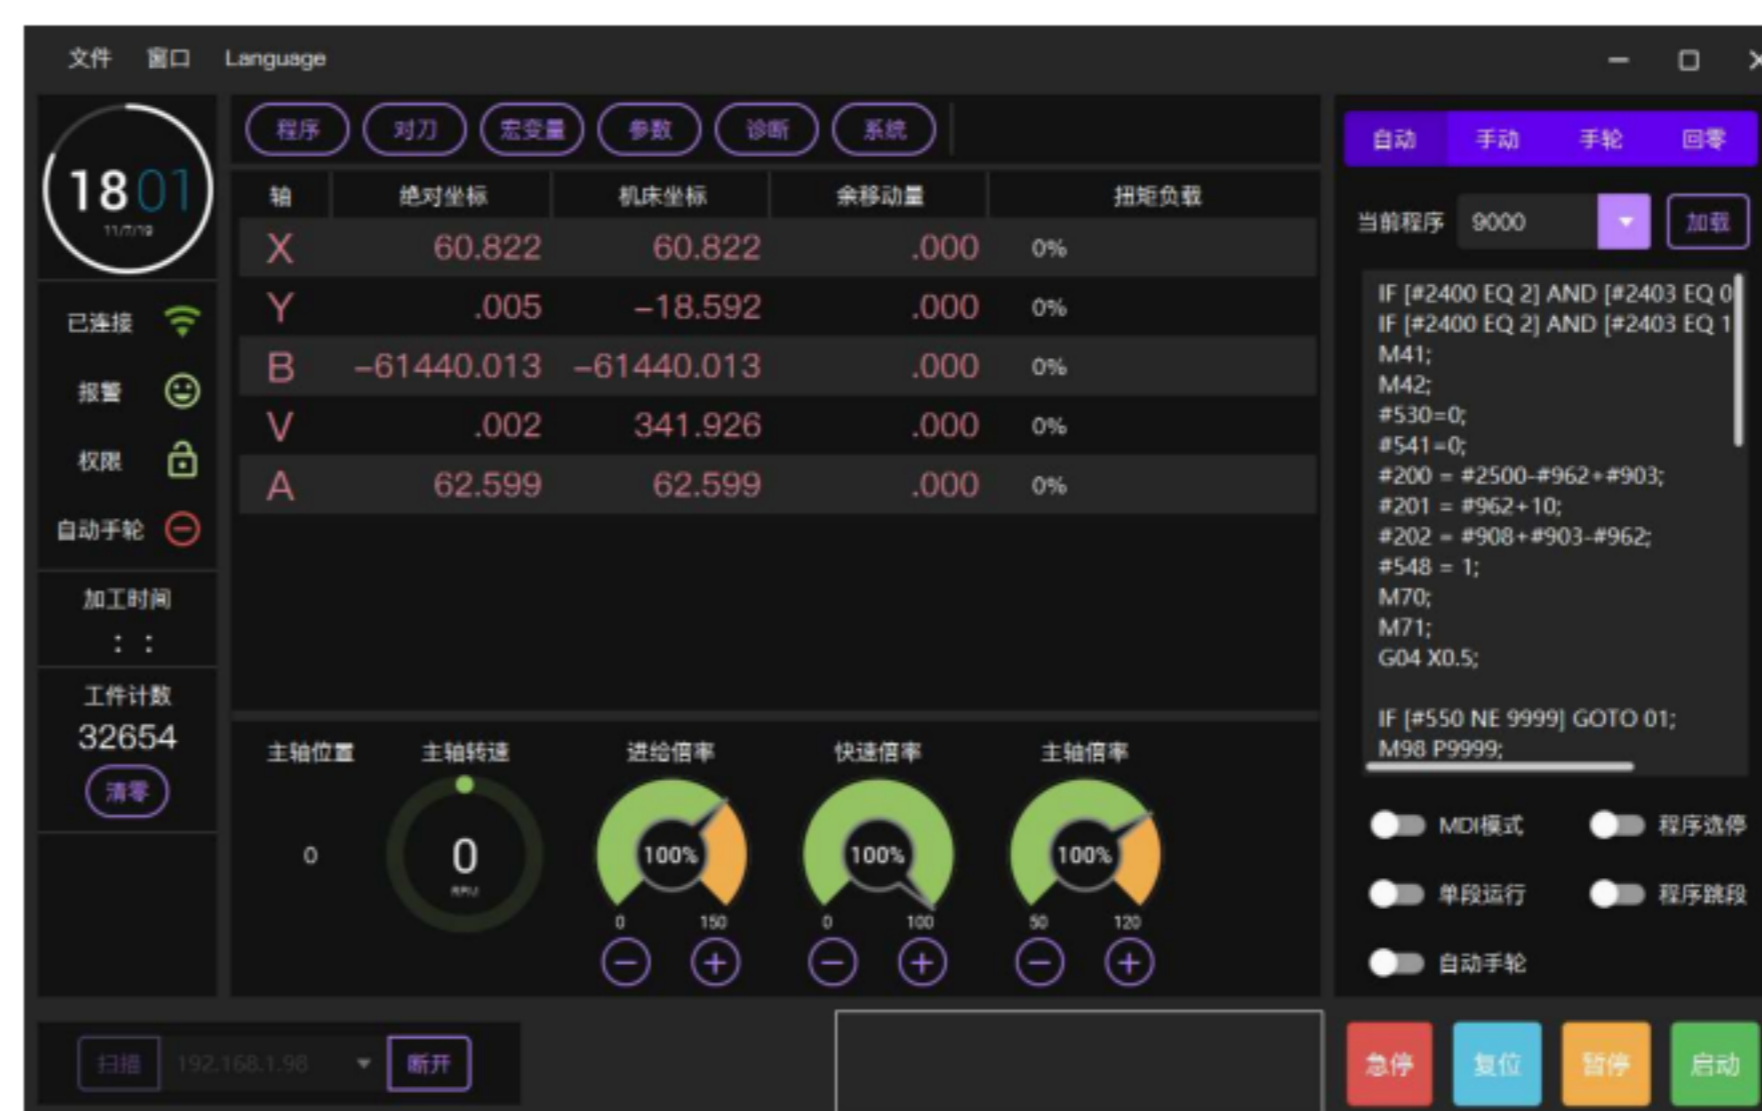 文件 窗口 Language
1801
11/7/19
已连接
报警
权限
自动手轮
加工时间
: :
工件计数
32654
清零
程序 对刀 宏变量 参数 诊断 系统
轴 绝对坐标 机床坐标 余移动量 扭矩负载
X 60.822 60.822 .000 0%
Y .005 -18.592 .000 0%
B -61440.013 -61440.013 .000 0%
V .002 341.926 .000 0%
A 62.599 62.599 .000 0%
主轴位置 主轴转速 进给倍率 快速倍率 主轴倍率
0 0 100% 100% 100%
RPM
0 150 0 100 50 120
自动 手动 手轮 回零
当前程序 9000 加载
IF [#2400 EQ 2] AND [#2403 EQ 0
IF [#2400 EQ 2] AND [#2403 EQ 1
M41;
M42;
#530=0;
#541=0;
#200 = #2500-#962+#903;
#201 = #962+10;
#202 = #908+#903-#962;
#548 = 1;
M70;
M71;
G04 X0.5;
IF [#550 NE 9999] GOTO 01;
M98 P9999;
MDI模式 程序选停
单段运行 程序跳段
自动手轮
扫描 192.168.1.98 断开
急停 复位 暂停 启动